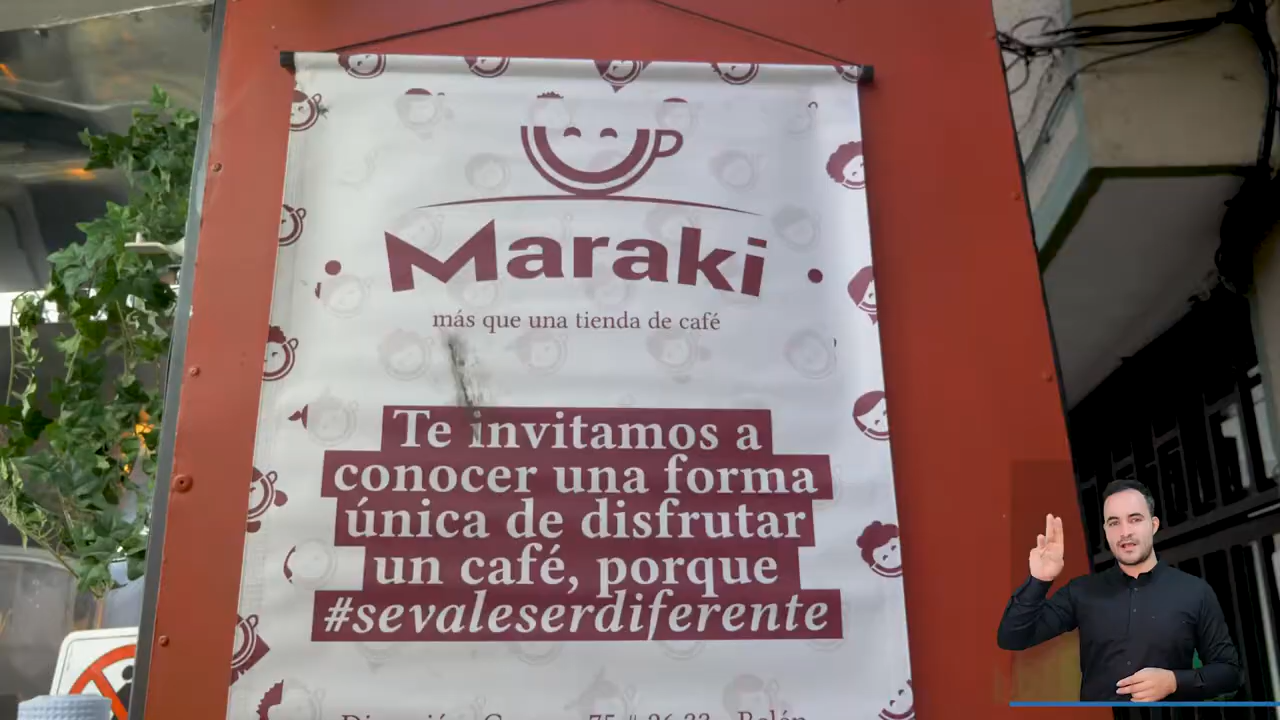 Maraki
más que una tienda de café
Te invitamos a
conocer una forma
única de disfrutar
un café, porque
#sevaleserdiferente